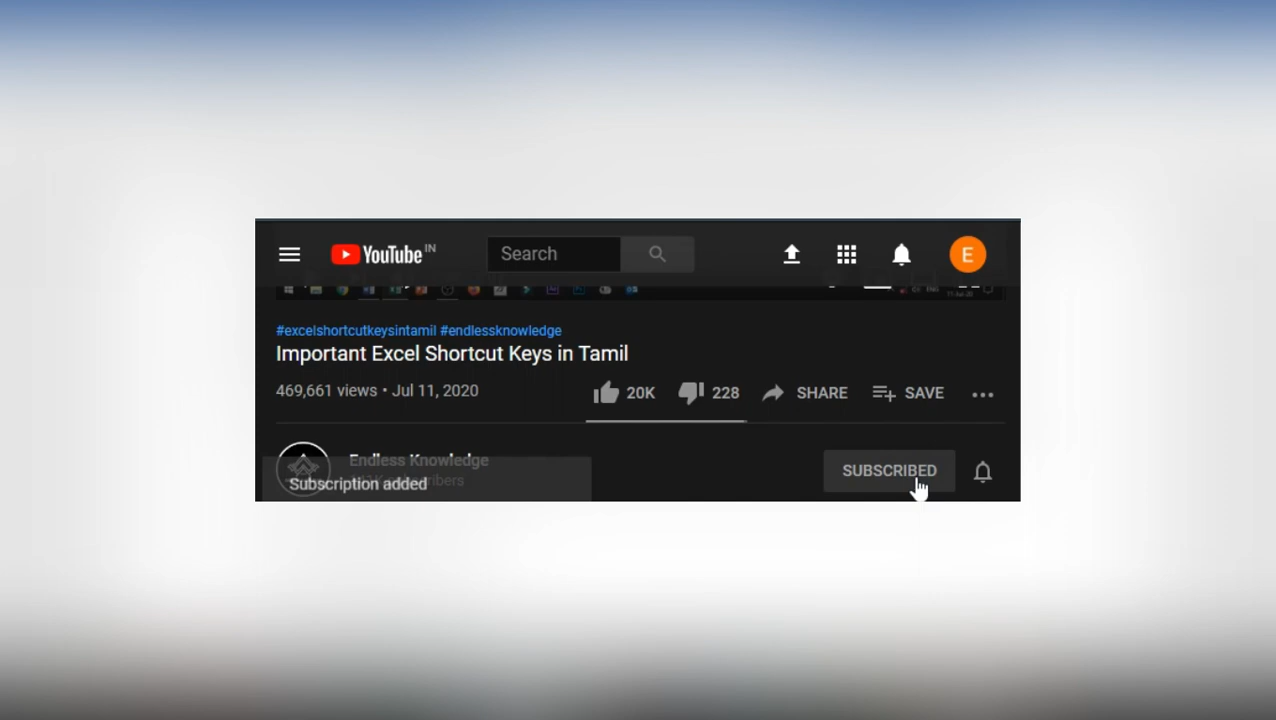 YouTube IN
Search
E
#excelshortcutkeysintamil #endlessknowledge
Important Excel Shortcut Keys in Tamil
469,661 views • Jul 11, 2020
20K
228
SHARE
SAVE
Endless Knowledge
SUBSCRIBED
Subscription added